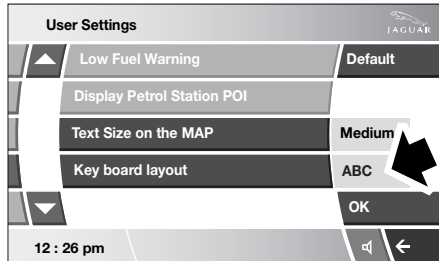 User Settings
JAGUAR
Low Fuel Warning
Default
Display Petrol Station POI
Text Size on the MAP
Medium
Key board layout
ABC
OK
12 : 26 pm